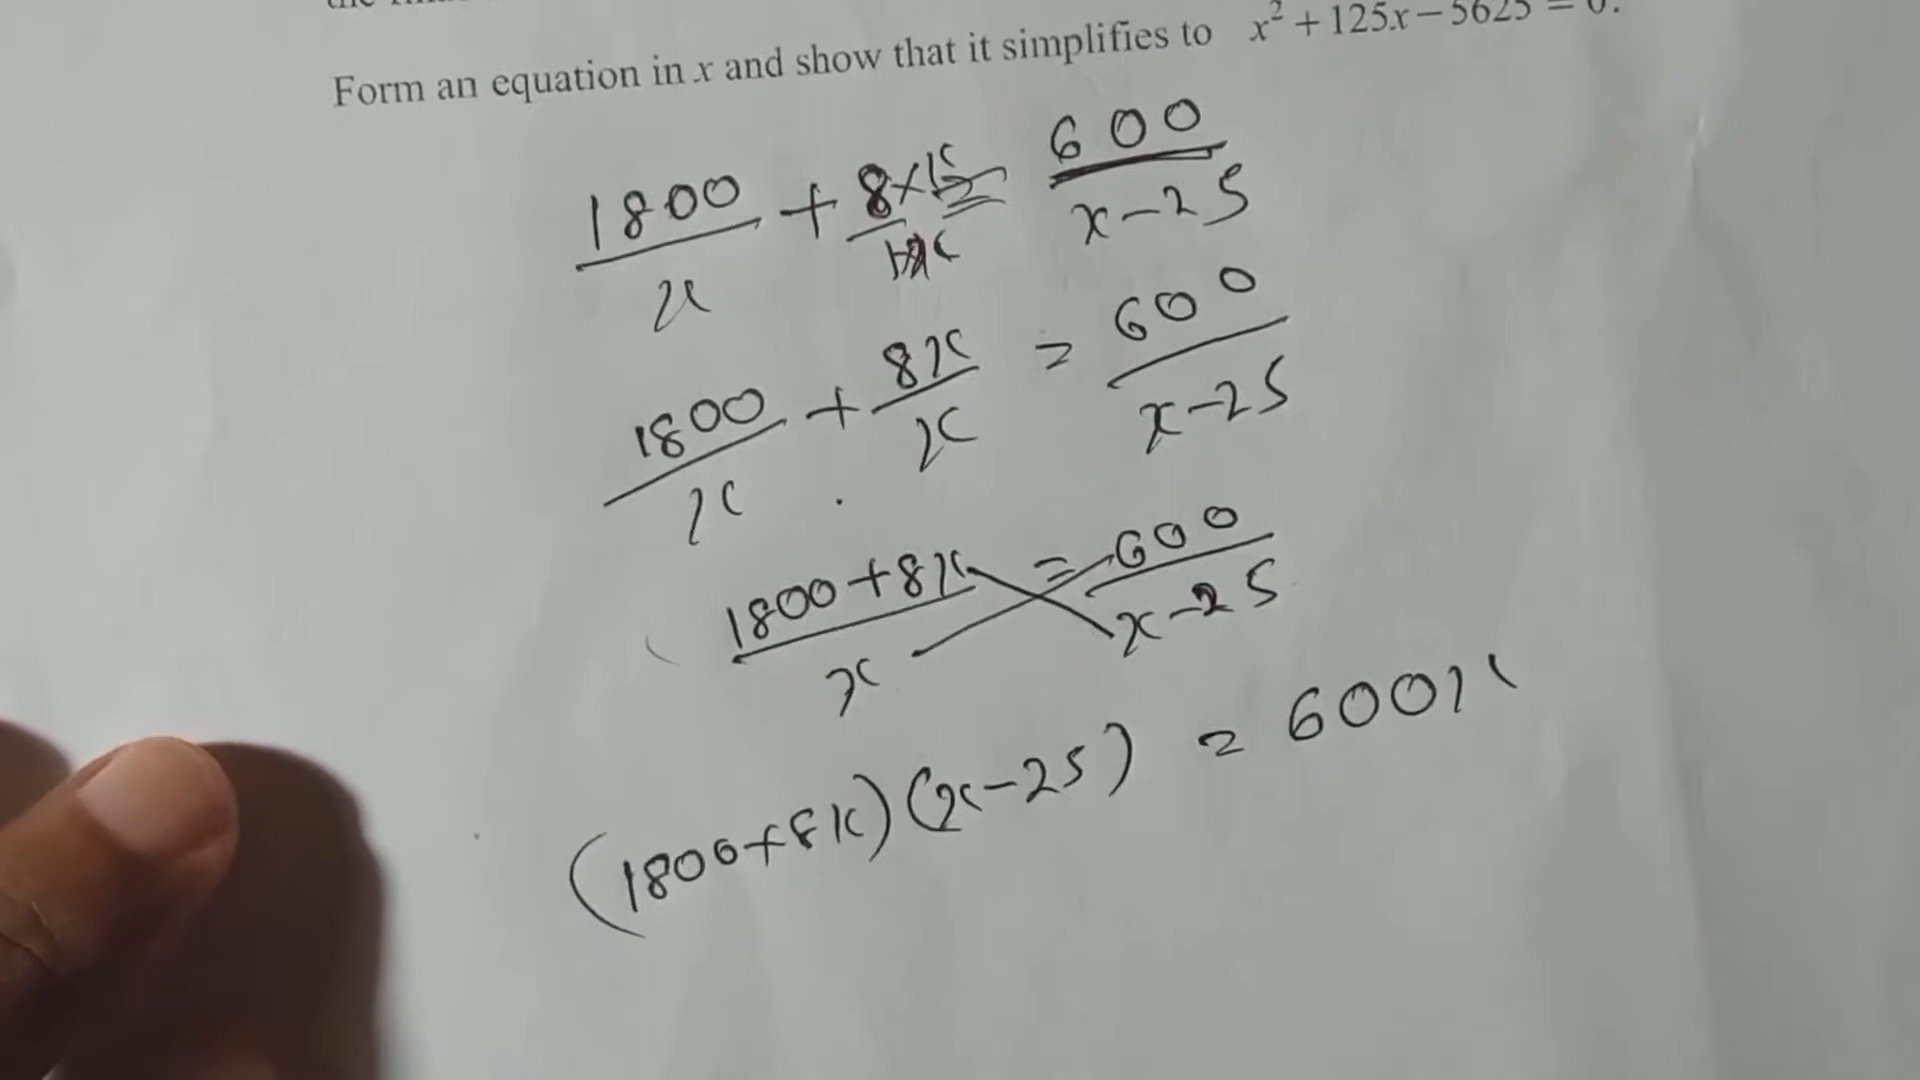 Form an equation in x and show that it simplifies to x² + 125x – 5625 = 0.
1800/x + 8×x/1×x = 600/x-25
1800/x + 8x/x = 600/x-25
1800+8x/x = 600/x-25
(1800+8x)(x-25) = 600x